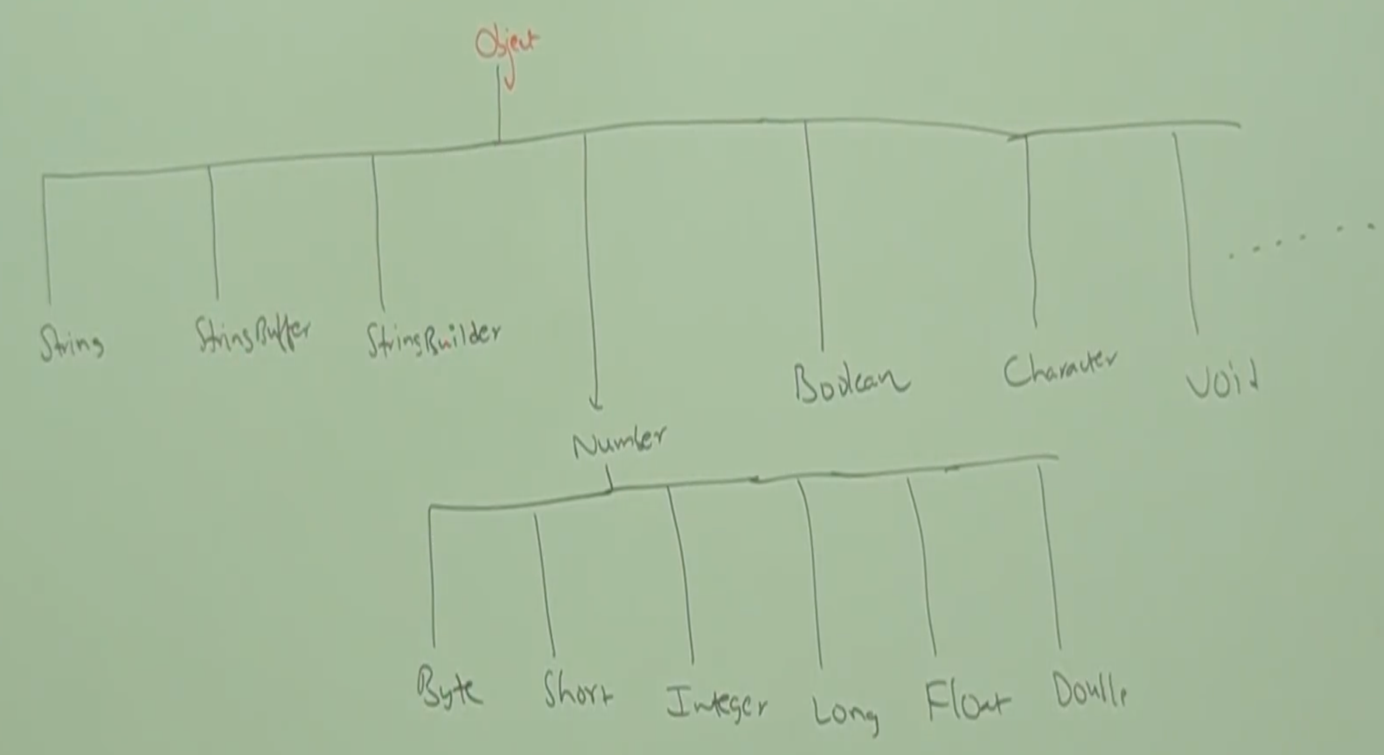 Object
String StringBuffer StringBuilder Boolean Character Void
Number
Byte Short Integer Long Float Double